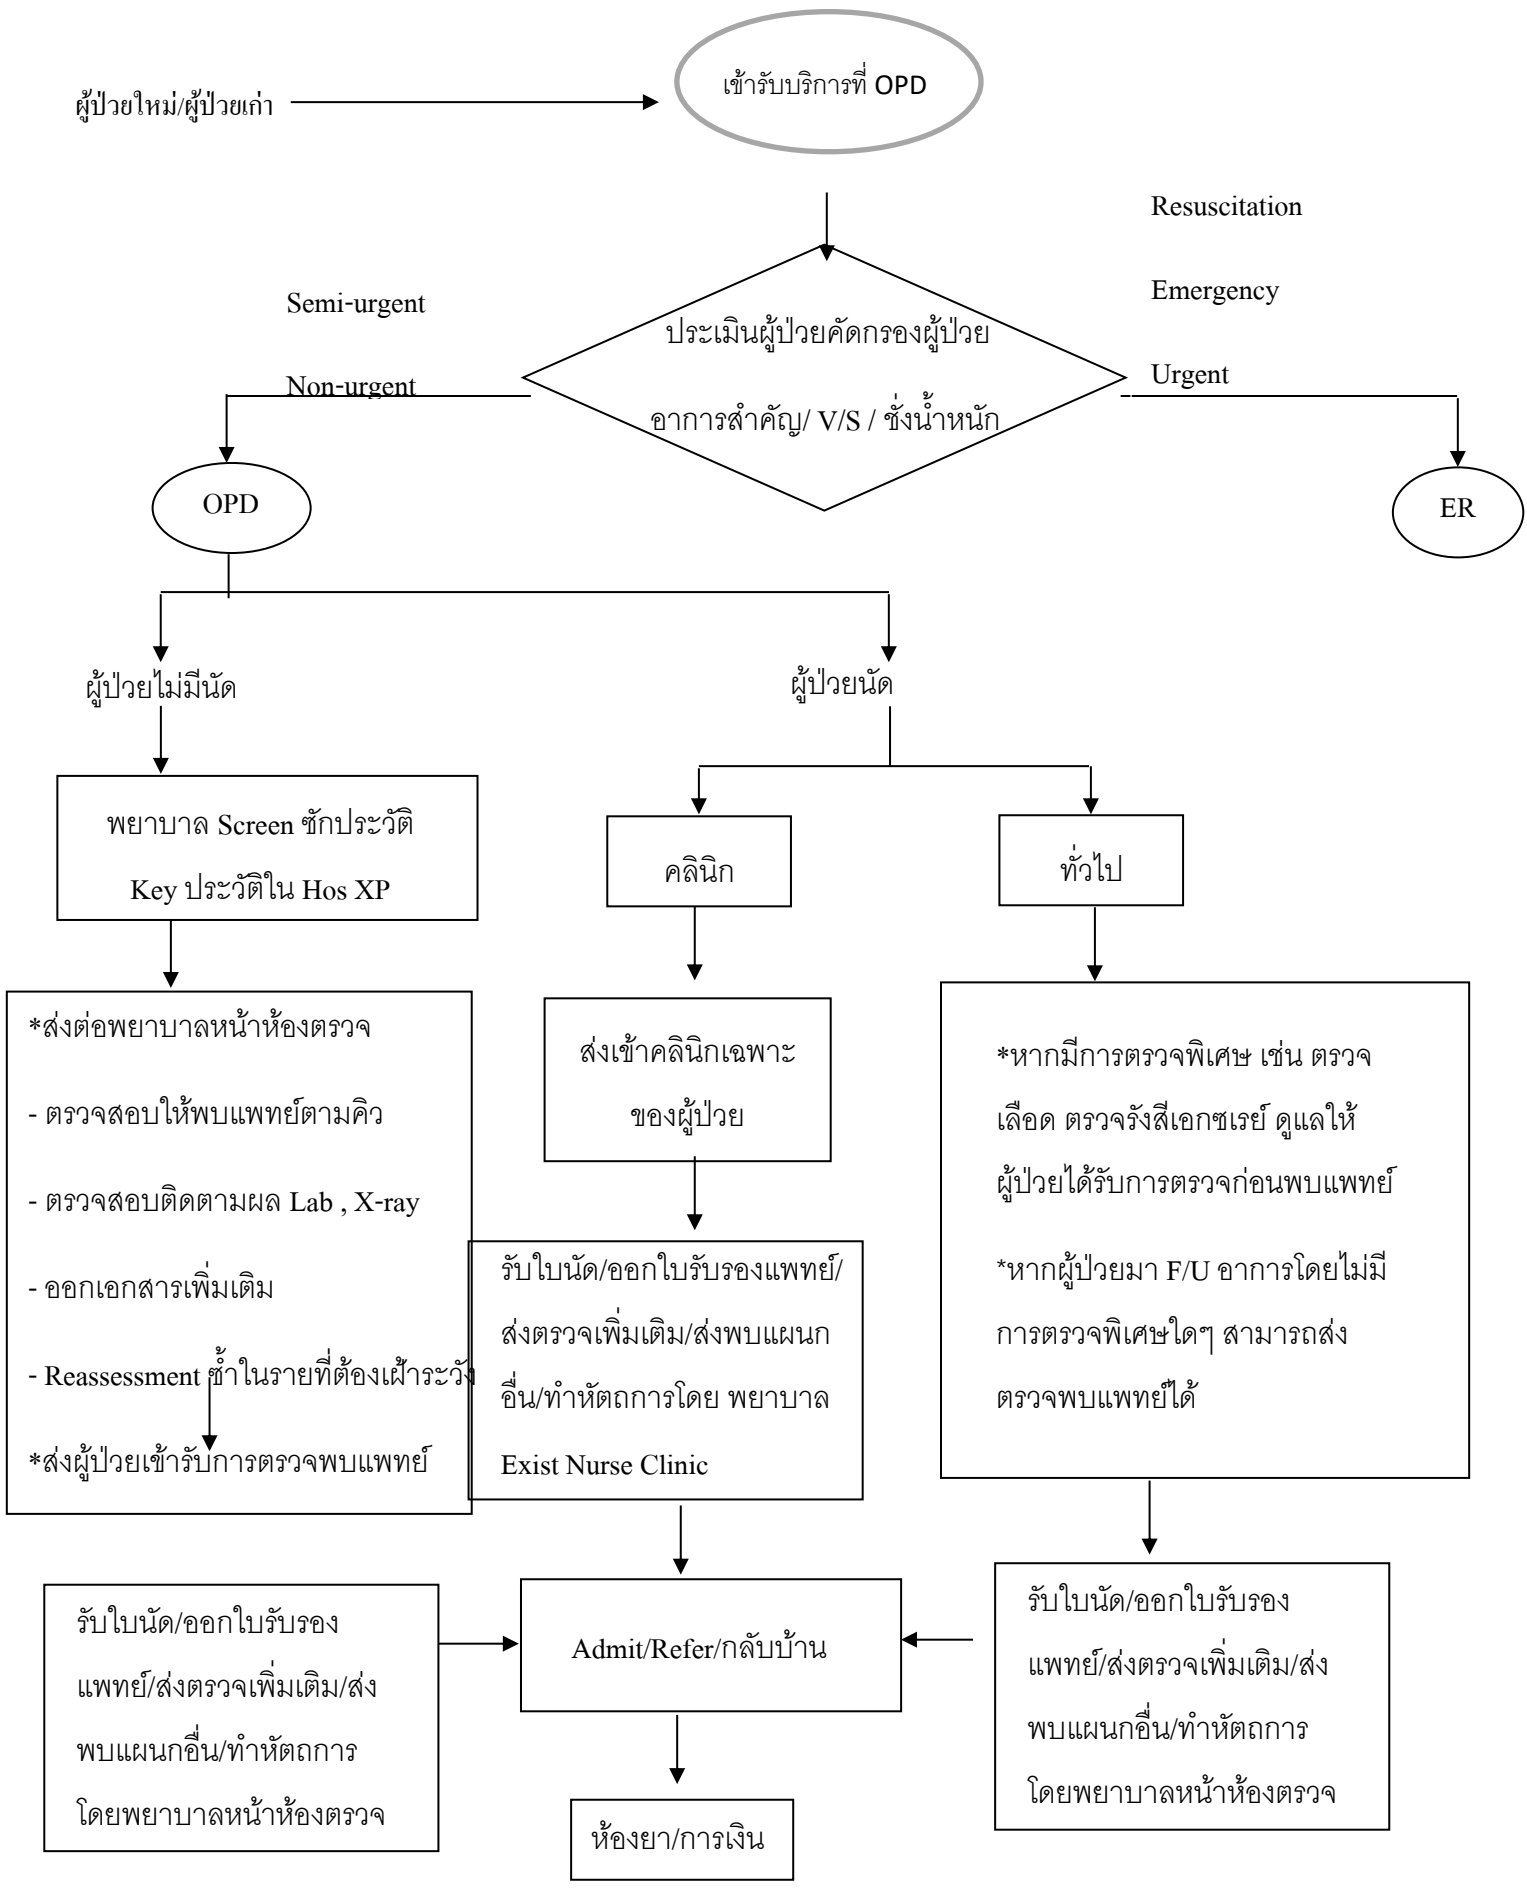 เข้ารับบริการที่ OPD
ผู้ป่วยใหม่/ผู้ป่วยเก่า
Resuscitation
Emergency
Urgent
Semi-urgent
Non-urgent
ประเมินผู้ป่วยคัดกรองผู้ป่วย
อาการสำคัญ/ V/S / ชั่งน้ำหนัก
OPD
ER
ผู้ป่วยไม่มีนัด
ผู้ป่วยนัด
พยาบาล Screen ซักประวัติ
Key ประวัติใน Hos XP
คลินิก
ทั่วไป
*ส่งต่อพยาบาลหน้าห้องตรวจ
- ตรวจสอบให้พบแพทย์ตามคิว
- ตรวจสอบติดตามผล Lab , X-ray
- ออกเอกสารเพิ่มเติม
- Reassessment ซ้ำในรายที่ต้องเฝ้าระวัง
*ส่งผู้ป่วยเข้ารับการตรวจพบแพทย์
ส่งเข้าคลินิกเฉพาะ
ของผู้ป่วย
รับใบนัด/ออกใบรับรองแพทย์/
ส่งตรวจเพิ่มเติม/ส่งพบแผนก
อื่น/ทำหัตถการโดย พยาบาล
Exist Nurse Clinic
*หากมีการตรวจพิเศษ เช่น ตรวจ
เลือด ตรวจรังสีเอกซเรย์ ดูแลให้
ผู้ป่วยได้รับการตรวจก่อนพบแพทย์
*หากผู้ป่วยมา F/U อาการโดยไม่มี
การตรวจพิเศษใดๆ สามารถส่ง
ตรวจพบแพทย์ได้
รับใบนัด/ออกใบรับรอง
แพทย์/ส่งตรวจเพิ่มเติม/ส่ง
พบแผนกอื่น/ทำหัตถการ
โดยพยาบาลหน้าห้องตรวจ
Admit/Refer/กลับบ้าน
รับใบนัด/ออกใบรับรอง
แพทย์/ส่งตรวจเพิ่มเติม/ส่ง
พบแผนกอื่น/ทำหัตถการ
โดยพยาบาลหน้าห้องตรวจ
ห้องยา/การเงิน